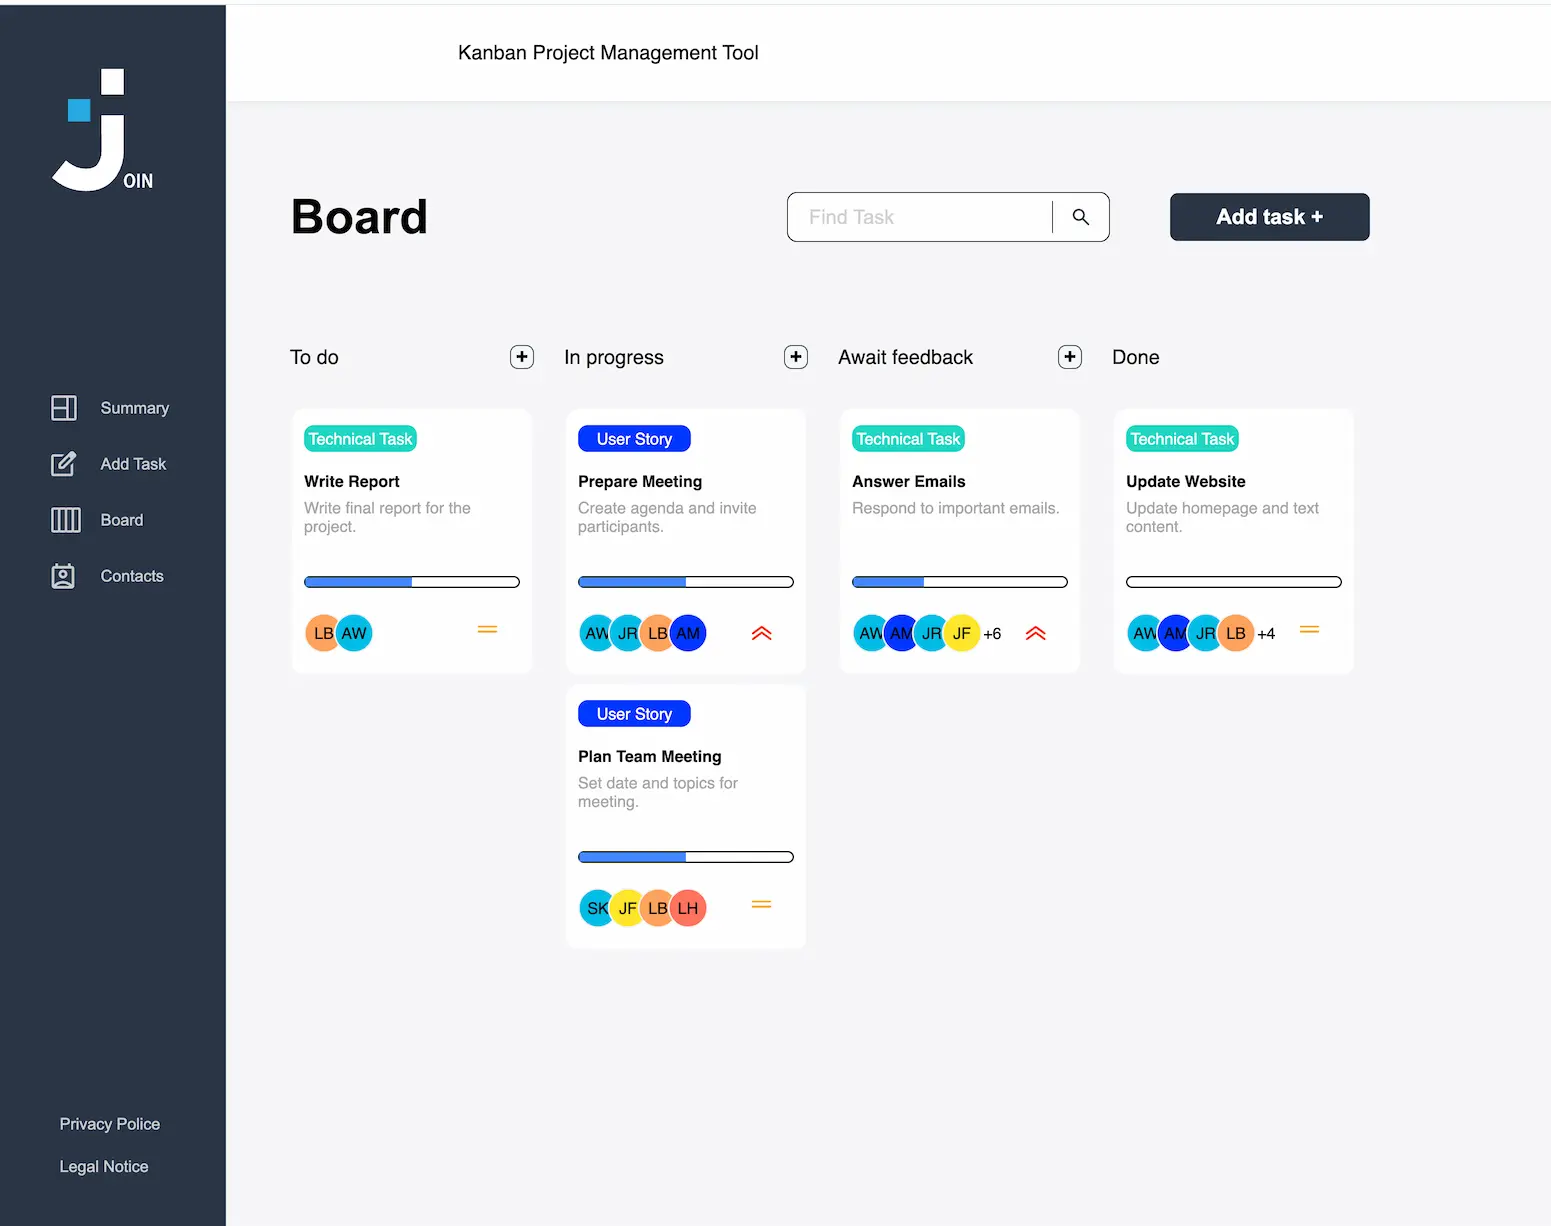 Kanban Project Management Tool
OIN
Summary
Add Task
Board
Contacts
Privacy Police
Legal Notice
Board
Find Task
Add task +
To do
Technical Task
Write Report
Write final report for the
project.
LB AW
In progress
User Story
Prepare Meeting
Create agenda and invite
participants.
AW JR LB AM
User Story
Plan Team Meeting
Set date and topics for
meeting.
SK JF LB LH
Await feedback
Technical Task
Answer Emails
Respond to important emails.
AW AM JR JF +6
Done
Technical Task
Update Website
Update homepage and text
content.
AW AM JR LB +4